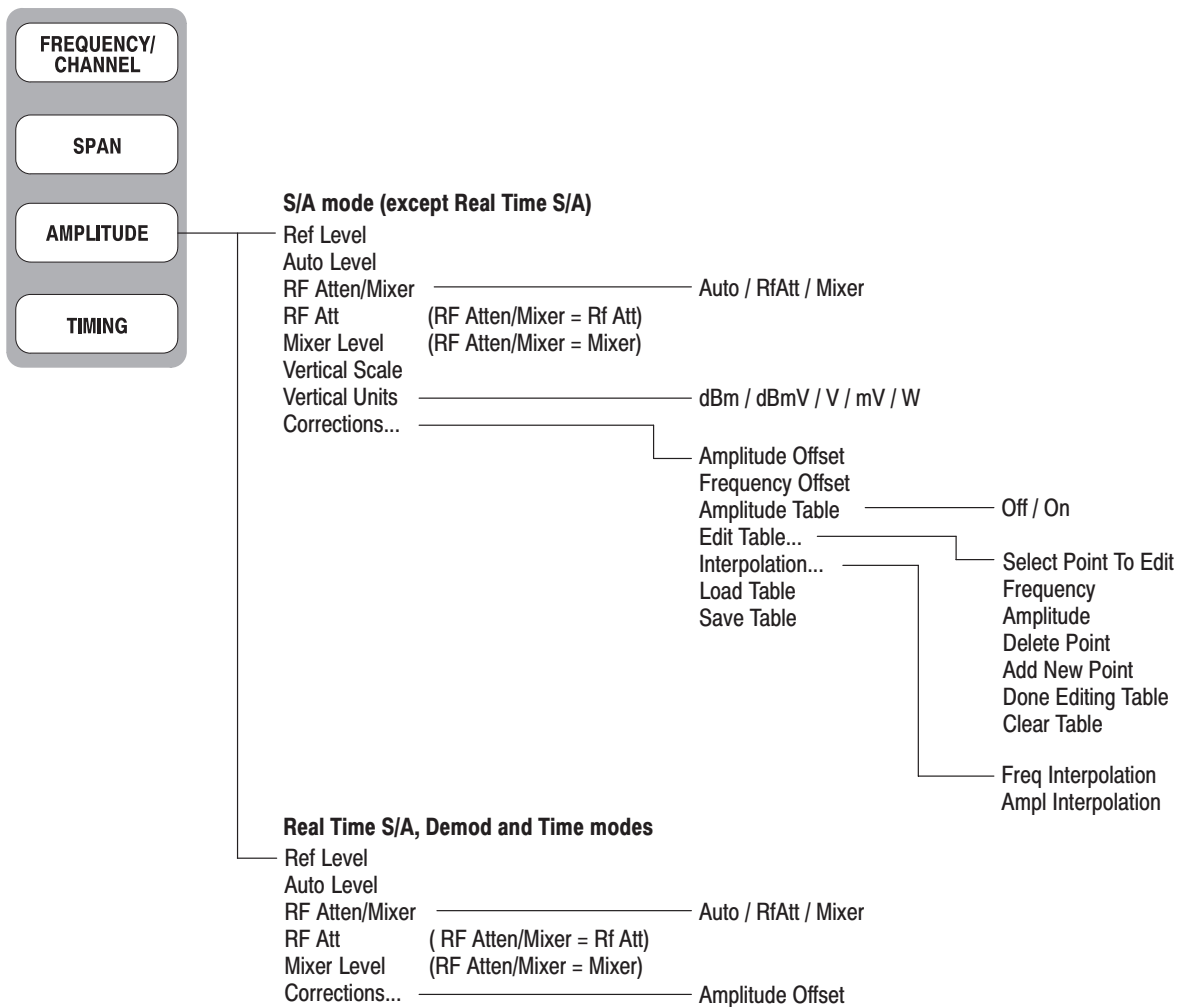 FREQUENCY/
CHANNEL
SPAN
AMPLITUDE
TIMING
S/A mode (except Real Time S/A)
Ref Level
Auto Level
RF Atten/Mixer Auto / RfAtt / Mixer
RF Att (RF Atten/Mixer = Rf Att)
Mixer Level (RF Atten/Mixer = Mixer)
Vertical Scale
Vertical Units dBm / dBmV / V / mV / W
Corrections...
Amplitude Offset
Frequency Offset
Amplitude Table Off / On
Edit Table...
Interpolation...
Load Table
Save Table
Select Point To Edit
Frequency
Amplitude
Delete Point
Add New Point
Done Editing Table
Clear Table
Freq Interpolation
Ampl Interpolation
Real Time S/A, Demod and Time modes
Ref Level
Auto Level
RF Atten/Mixer Auto / RfAtt / Mixer
RF Att ( RF Atten/Mixer = Rf Att)
Mixer Level (RF Atten/Mixer = Mixer)
Corrections... Amplitude Offset